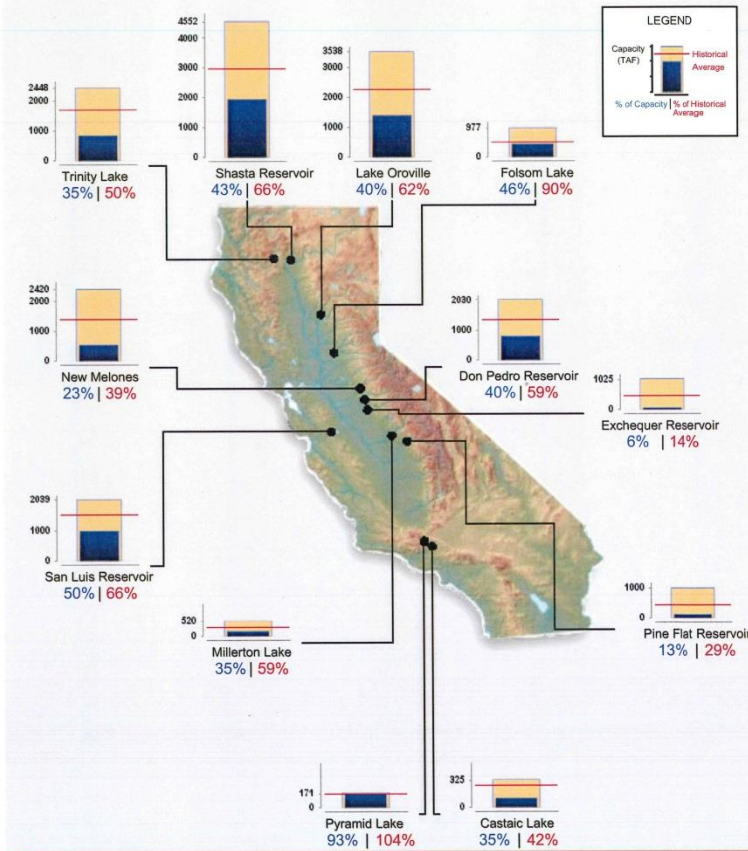 LEGEND
Capacity
(TAF)
Historical
Average
% of Capacity | % of Historical
Average
2448
2000
1000
0
Trinity Lake
35% | 50%
4552
4000
3000
2000
1000
0
Shasta Reservoir
43% | 66%
3538
3000
2000
1000
0
Lake Oroville
40% | 62%
977
0
Folsom Lake
46% | 90%
2420
2000
1000
0
New Melones
23% | 39%
2030
1000
0
Don Pedro Reservoir
40% | 59%
1025
0
Exchequer Reservoir
6% | 14%
2039
1000
0
San Luis Reservoir
50% | 66%
520
0
Millerton Lake
35% | 59%
1000
0
Pine Flat Reservoir
13% | 29%
171
0
Pyramid Lake
93% | 104%
325
0
Castaic Lake
35% | 42%